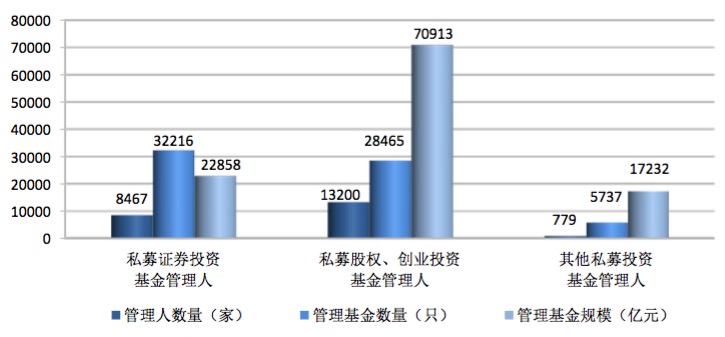 80000
70000
60000
50000
40000
30000
20000
10000
0
8467
32216
22858
13200
28465
70913
779
5737
17232
私募证券投资
基金管理人
私募股权、创业投资
基金管理人
其他私募投资
基金管理人
管理人数量（家）
管理基金数量（只）
管理基金规模（亿元）